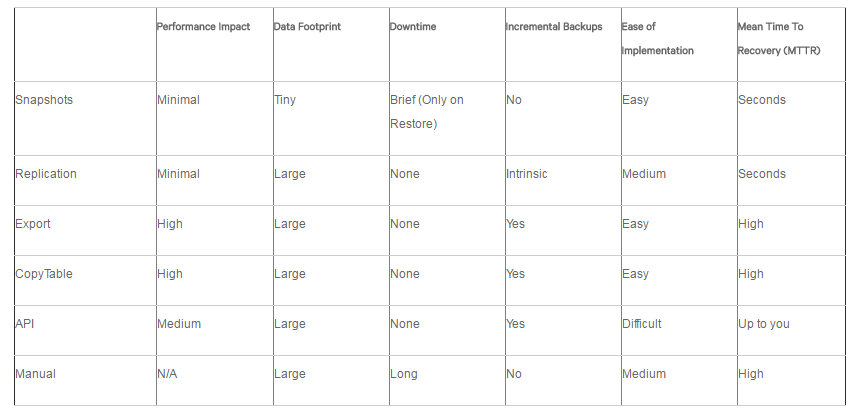 Performance Impact Data Footprint Downtime Incremental Backups Ease of Implementation Mean Time To Recovery (MTTR)
Snapshots Minimal Tiny Brief (Only on Restore) No Easy Seconds
Replication Minimal Large None Intrinsic Medium Seconds
Export High Large None Yes Easy High
CopyTable High Large None Yes Easy High
API Medium Large None Yes Difficult Up to you
Manual N/A Large Long No Medium High